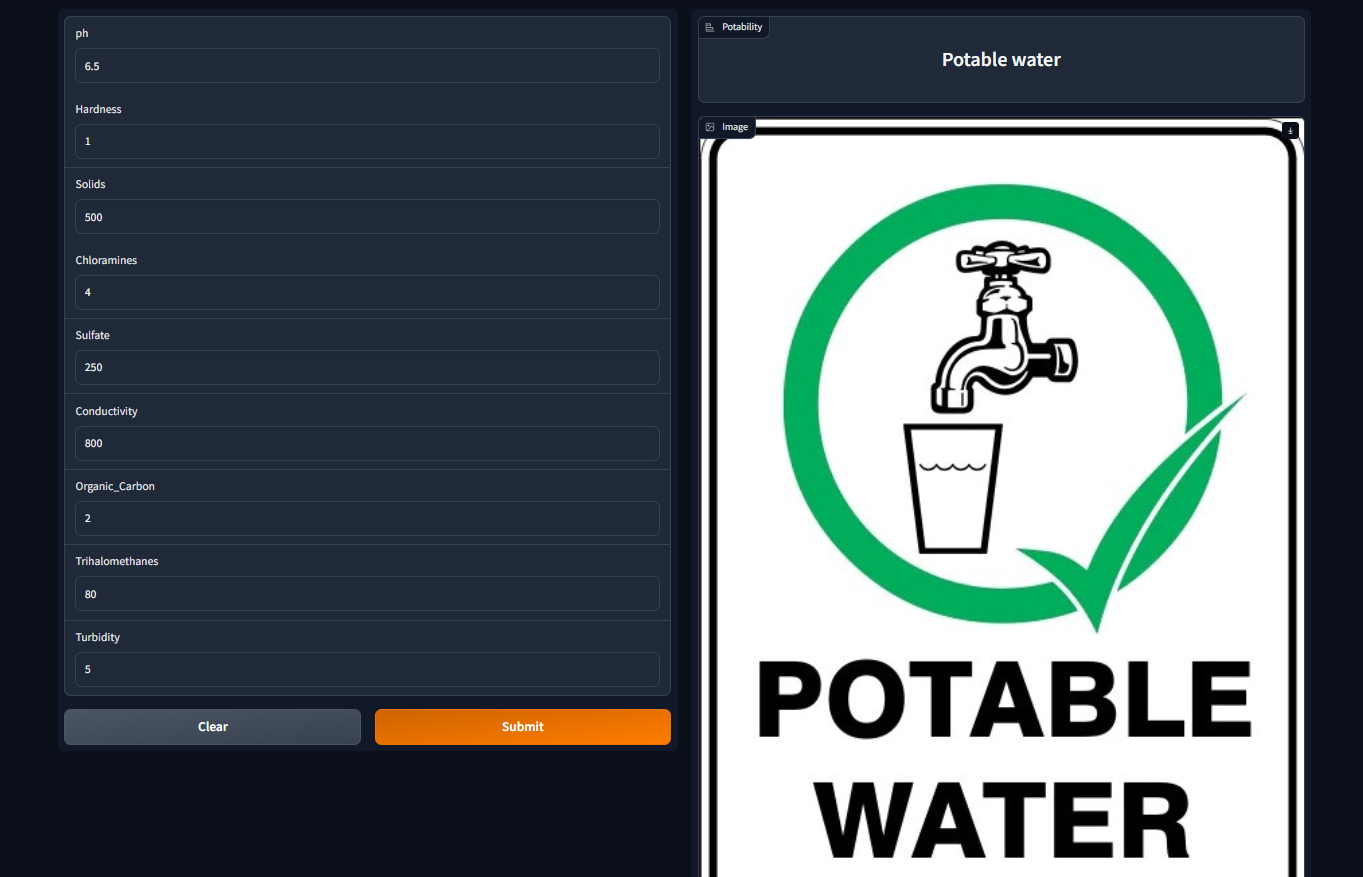 ph
6.5
Hardness
1
Solids
500
Chloramines
4
Sulfate
250
Conductivity
800
Organic_Carbon
2
Trihalomethanes
80
Turbidity
5
Clear
Submit
Potability
Potable water
Image
POTABLE
WATER